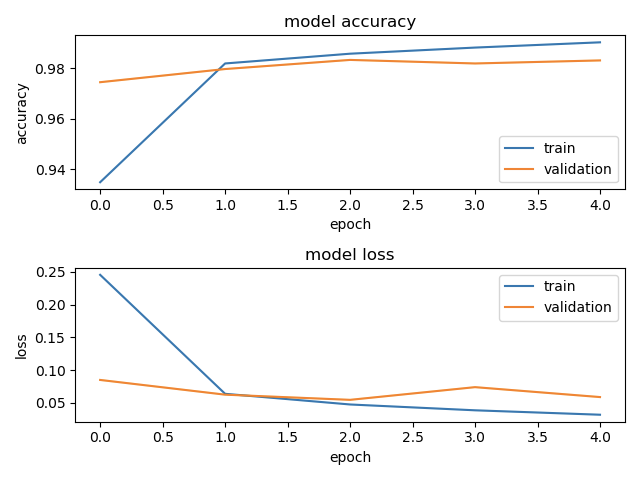 model accuracy
0.98
0.96
0.94
accuracy
train
validation
0.0 0.5 1.0 1.5 2.0 2.5 3.0 3.5 4.0
epoch
model loss
0.25
0.20
0.15
0.10
0.05
loss
train
validation
0.0 0.5 1.0 1.5 2.0 2.5 3.0 3.5 4.0
epoch